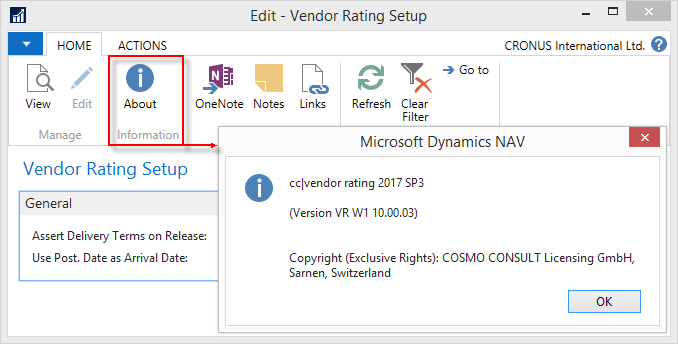 Edit - Vendor Rating Setup
HOME ACTIONS CRONUS International Ltd. ?
View Edit About OneNote Notes Links Refresh Clear Filter Go to
Manage Information
Microsoft Dynamics NAV
Vendor Rating Setup
General
Assert Delivery Terms on Release:
Use Post. Date as Arrival Date:
cc|vendor rating 2017 SP3
(Version VR W1 10.00.03)
Copyright (Exclusive Rights): COSMO CONSULT Licensing GmbH,
Sarnen, Switzerland
OK